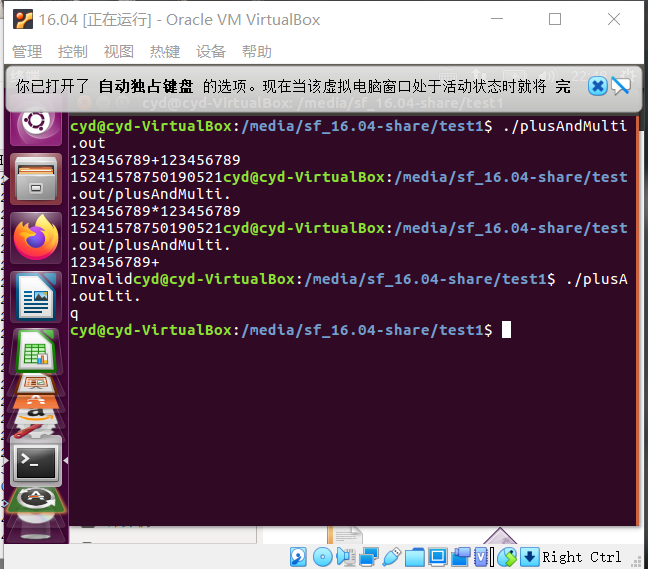 16.04 [正在运行] - Oracle VM VirtualBox
管理 控制 视图 热键 设备 帮助
你已打开了 自动独占键盘 的选项。现在当该虚拟电脑窗口处于活动状态时就将 完
cyd@cyd-VirtualBox: /media/sf_16.04-share/test1
cyd@cyd-VirtualBox:/media/sf_16.04-share/test1$ ./plusAndMulti
.out
123456789+123456789
15241578750190521cyd@cyd-VirtualBox:/media/sf_16.04-share/test
.out/plusAndMulti.
123456789*123456789
15241578750190521cyd@cyd-VirtualBox:/media/sf_16.04-share/test
.out/plusAndMulti.
123456789+
Invalidcyd@cyd-VirtualBox:/media/sf_16.04-share/test1$ ./plusA
.outlti.
q
cyd@cyd-VirtualBox:/media/sf_16.04-share/test1$
Right Ctrl